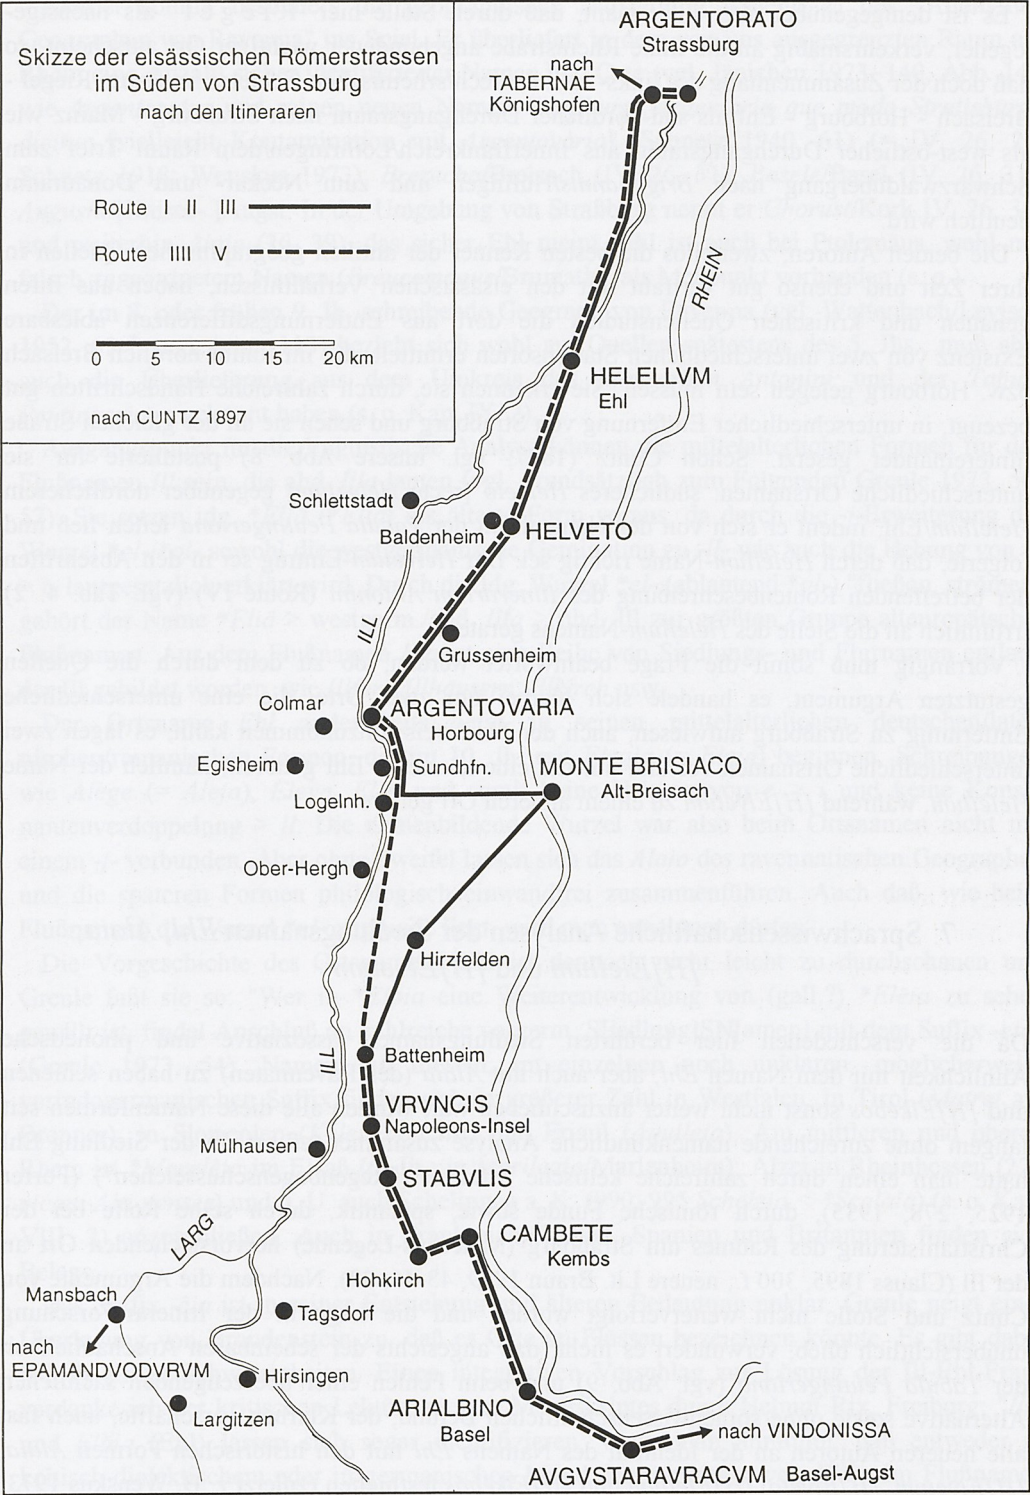 Skizze der elsässischen Römerstrassen
im Süden von Strassburg
nach den Itineraren
Route II III
Route IIII V
0 5 10 15 20 km
nach CUNTZ 1897
ARGENTORATO
Strassburg
nach
TABERNAE
Königshofen
RHEIN
HELELLVM
Ehl
Schlettstadt
Baldenheim
HELVETO
ILL
Grussenheim
Colmar
ARGENTOVARIA
Horbourg
Egisheim
Sundhfn.
MONTE BRISIACO
Alt-Breisach
Logelnh.
Ober-Hergh
Hirzfelden
ILL
Battenheim
VRVNCIS
Napoleons-Insel
Mülhausen
STABVLIS
LARG
CAMBETE
Kembs
Hohkirch
Mansbach
Tagsdorf
nach
EPAMANDVODVRVM
Hirsingen
Largitzen
ARIALBINO
Basel
nach VINDONISSA
AVGVSTARAVRACVM Basel-Augst